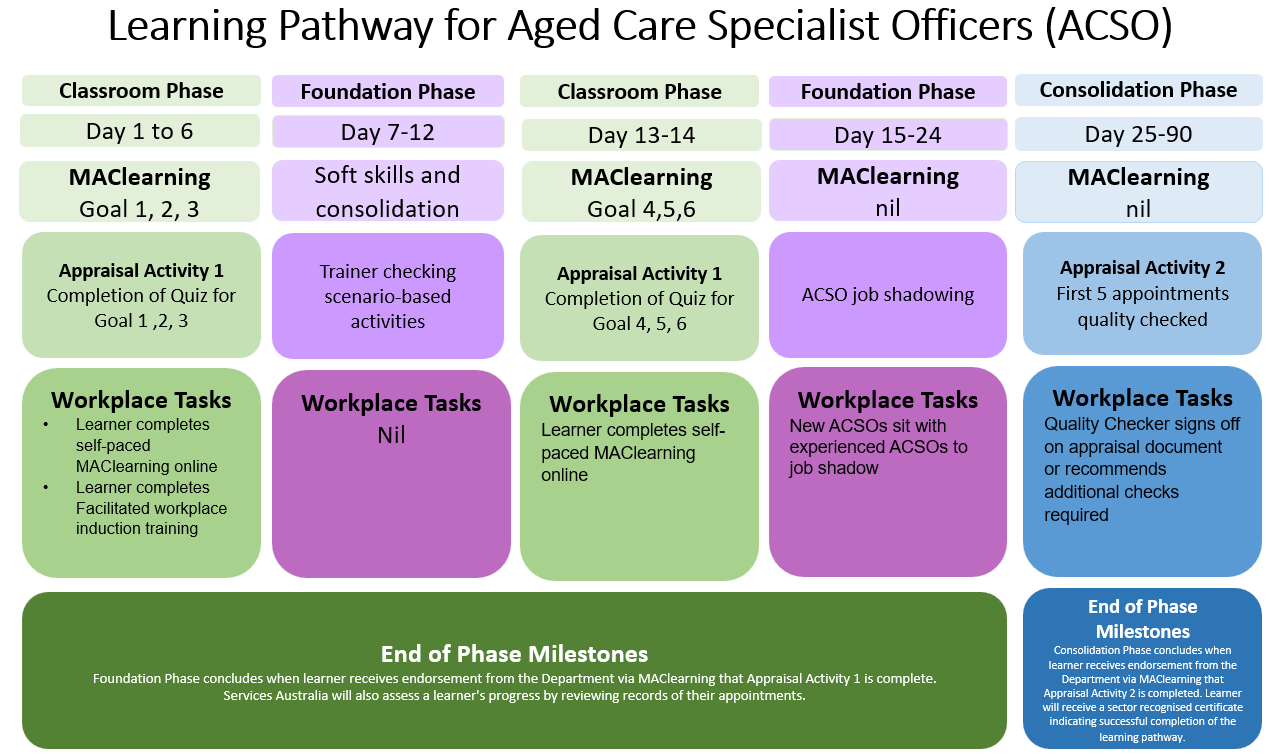 Learning Pathway for Aged Care Specialist Officers (ACSO)
Classroom Phase
Day 1 to 6
MAClearning
Goal 1, 2, 3
Appraisal Activity 1
Completion of Quiz for
Goal 1 ,2, 3
Workplace Tasks
• Learner completes
self-paced
MAClearning online
• Learner completes
Facilitated workplace
induction training
Foundation Phase
Day 7-12
Soft skills and
consolidation
Trainer checking
scenario-based
activities
Workplace Tasks
Nil
Classroom Phase
Day 13-14
MAClearning
Goal 4,5,6
Appraisal Activity 1
Completion of Quiz for
Goal 4, 5, 6
Workplace Tasks
Learner completes self-
paced MAClearning
online
Foundation Phase
Day 15-24
MAClearning
nil
ACSO job shadowing
Workplace Tasks
New ACSOs sit with
experienced ACSOs to
job shadow
Consolidation Phase
Day 25-90
MAClearning
nil
Appraisal Activity 2
First 5 appointments
quality checked
Workplace Tasks
Quality Checker signs off
on appraisal document
or recommends
additional checks
required
End of Phase Milestones
Foundation Phase concludes when learner receives endorsement from the Department via MAClearning that Appraisal Activity 1 is complete.
Services Australia will also assess a learner's progress by reviewing records of their appointments.
End of Phase
Milestones
Consolidation Phase concludes when
learner receives endorsement from the
Department via MAClearning that
Appraisal Activity 2 is completed. Learner
will receive a sector recognised certificate
indicating successful completion of the
learning pathway.